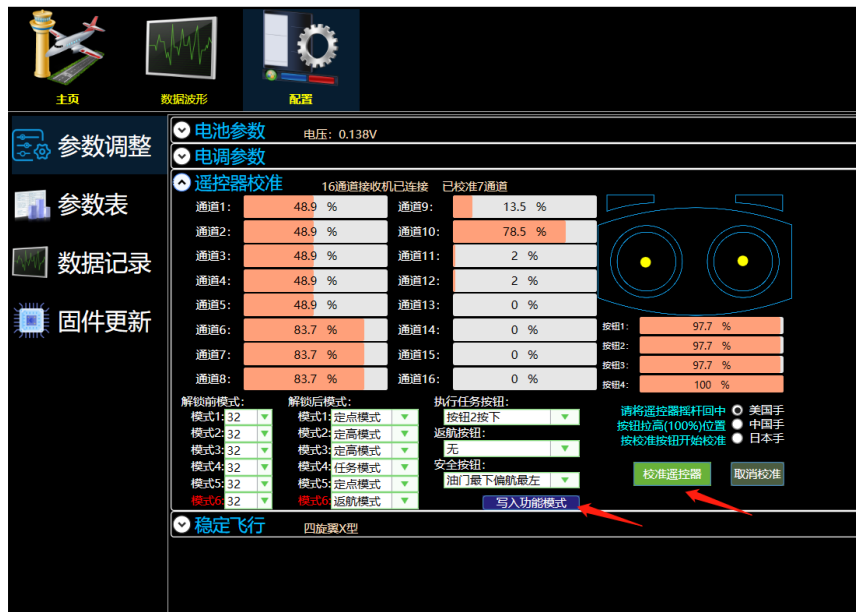 主页 数据波形 配置
参数调整
参数表
数据记录
固件更新
电池参数 电压：0.138V
电调参数
遥控器校准 16通道接收机已连接 已校准7通道
通道1: 48.9 % 通道9: 13.5 %
通道2: 48.9 % 通道10: 78.5 %
通道3: 48.9 % 通道11: 2 %
通道4: 48.9 % 通道12: 2 %
通道5: 48.9 % 通道13: 0 %
通道6: 83.7 % 通道14: 0 %
通道7: 83.7 % 通道15: 0 %
通道8: 83.7 % 通道16: 0 %
按钮1: 97.7 %
按钮2: 97.7 %
按钮3: 97.7 %
按钮4: 100 %
解锁前模式:
模式1: 32
模式2: 32
模式3: 32
模式4: 32
模式5: 32
模式6: 32
解锁后模式:
模式1: 定点模式
模式2: 定高模式
模式3: 定高模式
模式4: 任务模式
模式5: 定点模式
模式6: 返航模式
执行任务按钮:
按钮2按下
返航按钮:
无
安全按钮:
油门最下偏航最左
写入功能模式
请将遥控器摇杆回中 美国手
按钮拉高(100%)位置 中国手
按校准按钮开始校准 日本手
校准遥控器 取消校准
稳定飞行 四旋翼X型